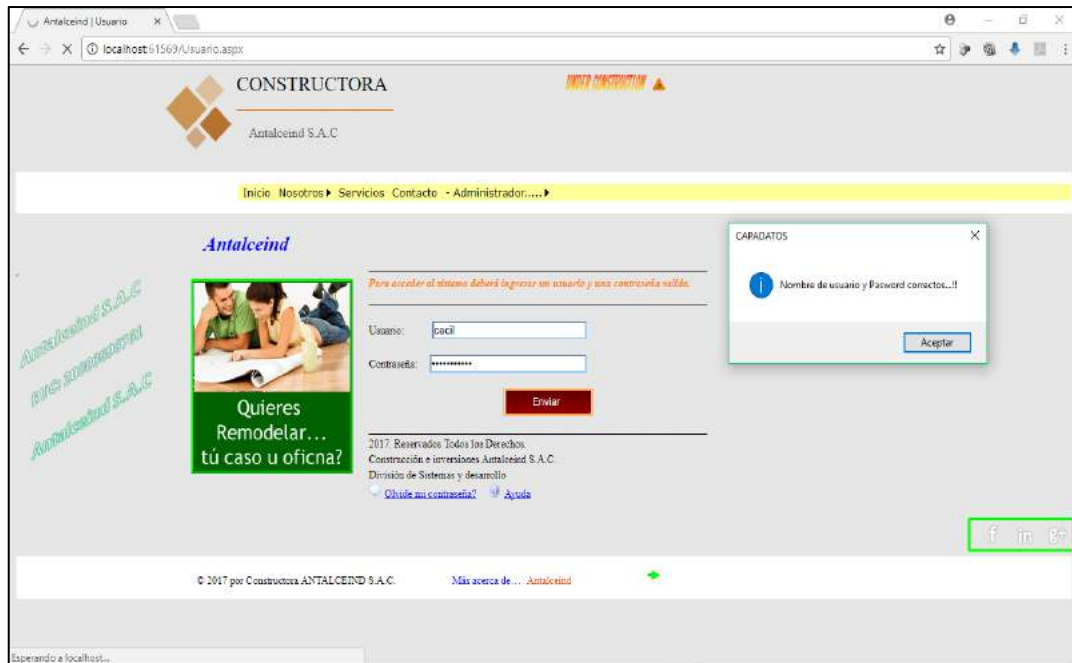 Antalceind | Usuario
localhost:61569/Usuario.aspx
CONSTRUCTORA
UNDER CONSTRUCTION
Antalceind S.A.C
Inicio Nosotros Servicios Contacto - Administrador.....
Antalceind
CAPADATOS
Nombre de usuario y Pasword correctos...!!
Aceptar
Para acceder al sistema deberá ingresar un usuario y una contraseña valida.
Usuario: cecil
Contraseña: •••••••••••
Enviar
Antalceind S.A.C
RUC
Antalceind S.A.C
Quieres
Remodelar...
tú caso u oficna?
2017. Reservados Todos los Derechos.
Construcción e inversiones Antalceind S.A.C.
División de Sistemas y desarrollo
Olvide mi contraseña? Ayuda
f in g+
© 2017 por Constructora ANTALCEIND S.A.C. Más acerca de... Antalceind
Esperando a localhost...